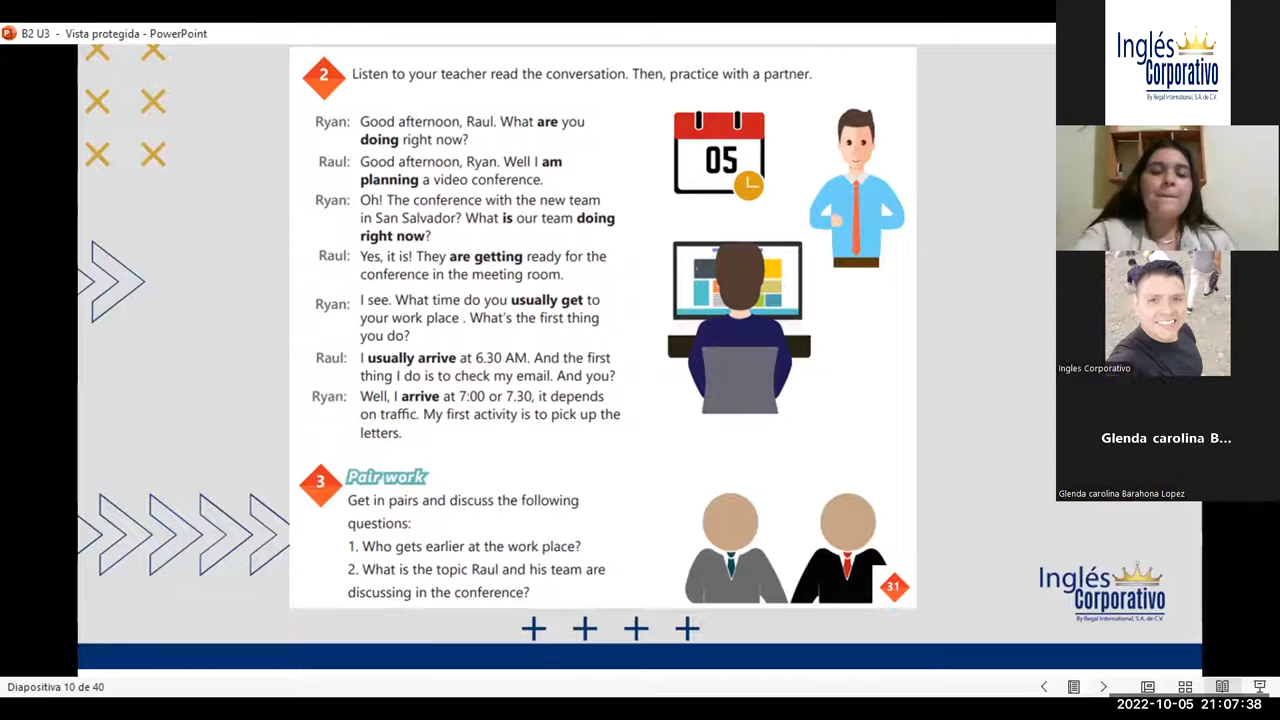 B2 U3 - Vista protegida - PowerPoint
2
Listen to your teacher read the conversation. Then, practice with a partner.
Ryan: Good afternoon, Raul. What are you
doing right now?
Raul: Good afternoon, Ryan. Well I am
planning a video conference.
Ryan: Oh! The conference with the new team
in San Salvador? What is our team doing
right now?
Raul: Yes, it is! They are getting ready for the
conference in the meeting room.
Ryan: I see. What time do you usually get to
your work place . What's the first thing
you do?
Raul: I usually arrive at 6.30 AM. And the first
thing I do is to check my email. And you?
Ryan: Well, I arrive at 7:00 or 7.30, it depends
on traffic. My first activity is to pick up the
letters.
05
3
Pair work
Get in pairs and discuss the following
questions:
1. Who gets earlier at the work place?
2. What is the topic Raul and his team are
discussing in the conference?
31
Inglés
Corporativo
By Regal International, S.A. de C.V.
Ingles Corporativo
Glenda carolina B...
Glenda carolina Barahona Lopez
Inglés
Corporativo
By Regal International, S.A. de C.V.
Diapositiva 10 de 40
2022-10-05 21:07:38